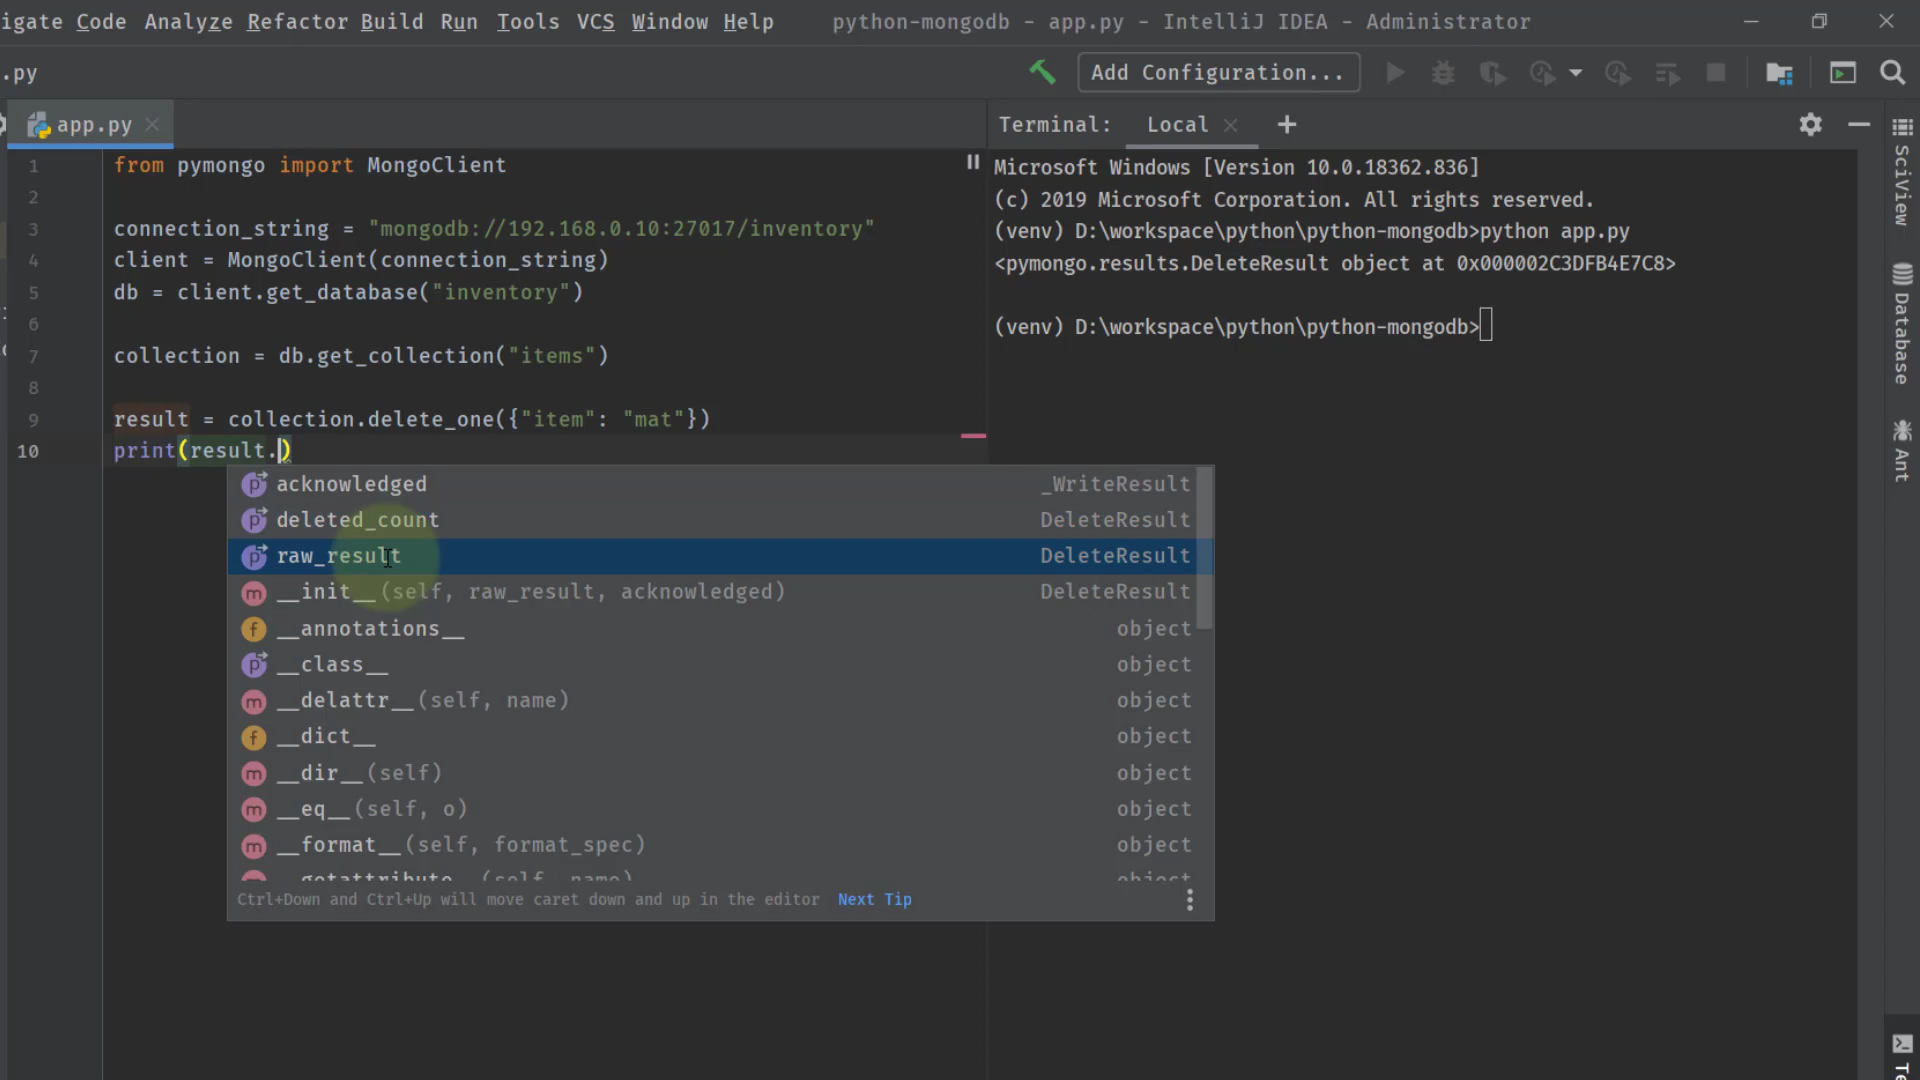 igate Code Analyze Refactor Build Run Tools VCS Window Help python-mongodb - app.py - IntelliJ IDEA - Administrator
.py
Add Configuration...
app.py
Terminal: Local +
1 from pymongo import MongoClient
2
3 connection_string = "mongodb://192.168.0.10:27017/inventory"
4 client = MongoClient(connection_string)
5 db = client.get_database("inventory")
6
7 collection = db.get_collection("items")
8
9 result = collection.delete_one({"item": "mat"})
10 print(result.)
acknowledged _WriteResult
deleted_count DeleteResult
raw_result DeleteResult
__init__(self, raw_result, acknowledged) DeleteResult
__annotations__ object
__class__ object
__delattr__(self, name) object
__dict__ object
__dir__(self) object
__eq__(self, o) object
__format__(self, format_spec) object
__getattribute__(self, name) object
Ctrl+Down and Ctrl+Up will move caret down and up in the editor Next Tip
Microsoft Windows [Version 10.0.18362.836]
(c) 2019 Microsoft Corporation. All rights reserved.
(venv) D:\workspace\python\python-mongodb>python app.py
<pymongo.results.DeleteResult object at 0x000002C3DFB4E7C8>
(venv) D:\workspace\python\python-mongodb>
SciView
Database
Ant